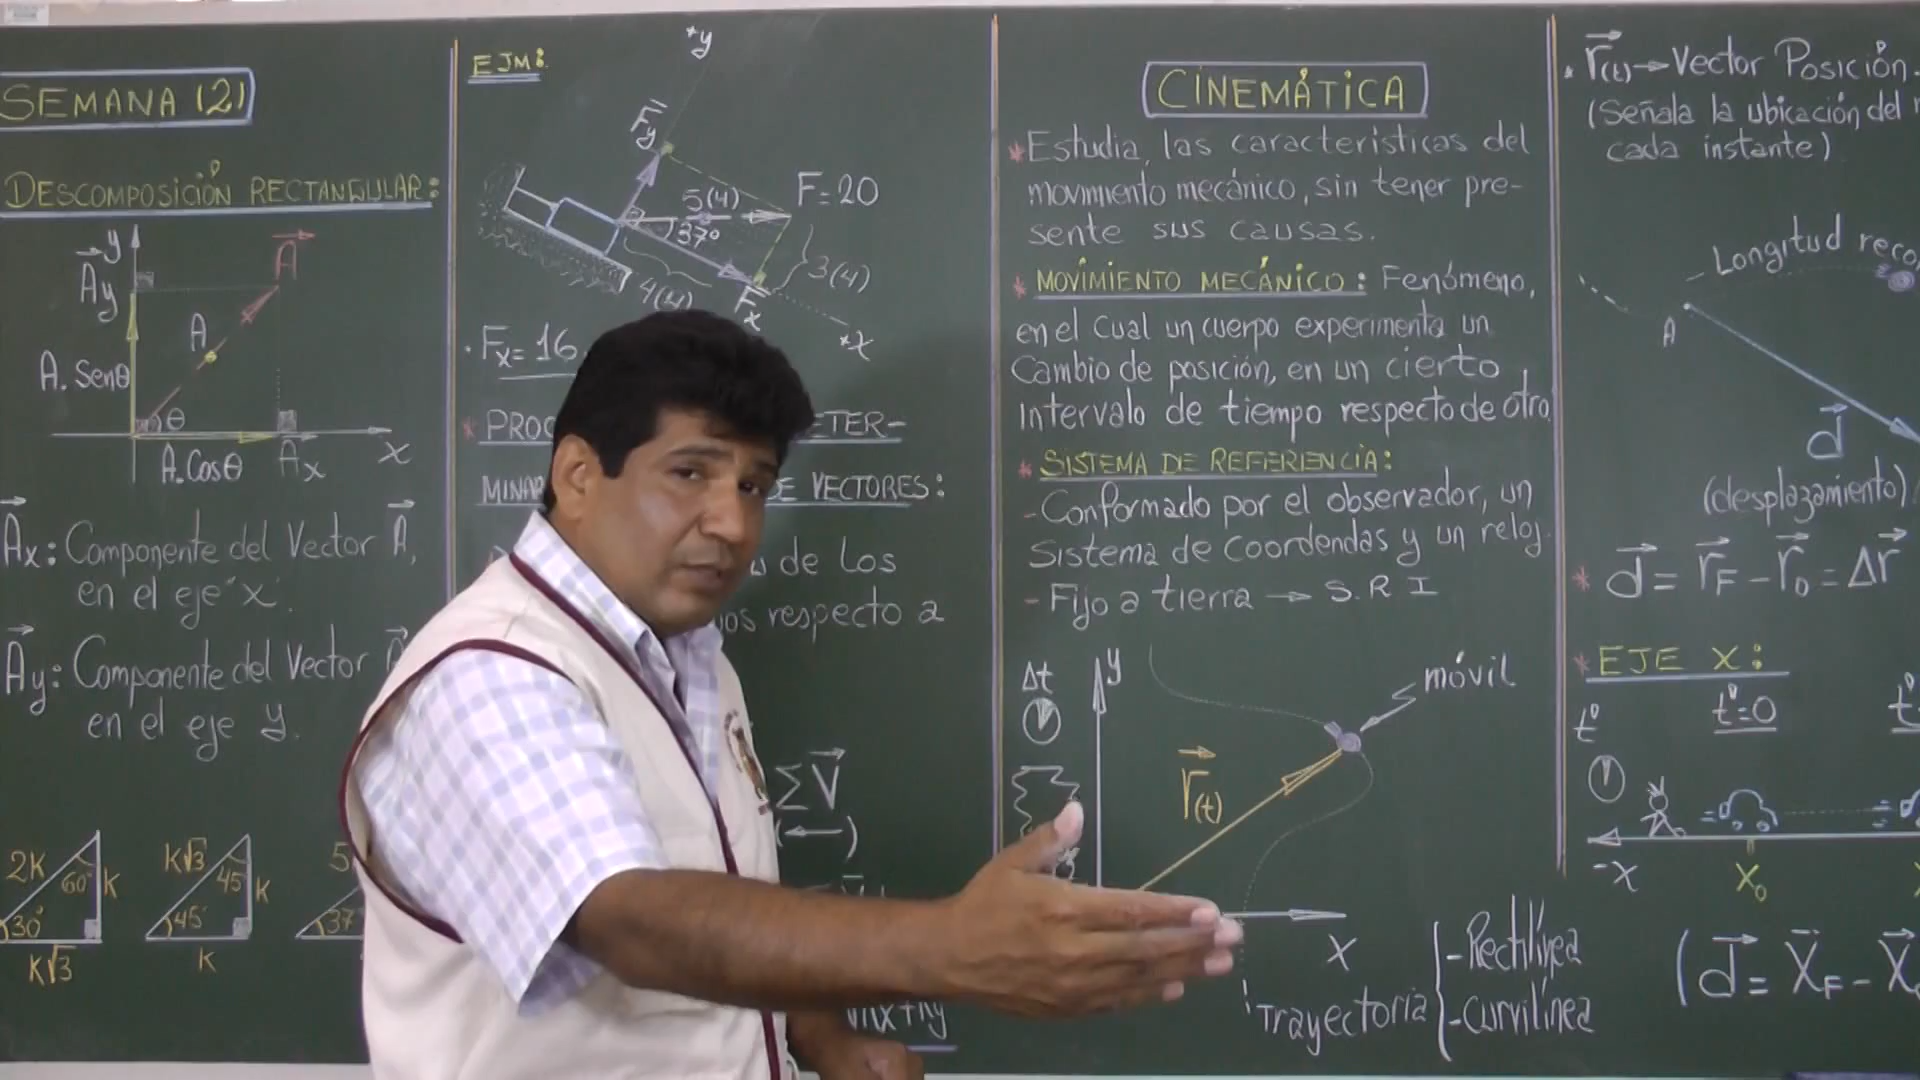 SEMANA (2)
DESCOMPOSICIÓN RECTANGULAR:
y
A
Ay
A
A. Senθ
θ
A.Cosθ
Ax
x
Ax: Componente del Vector A,
en el eje "x".
Ay: Componente del Vector
en el eje y.
2K
60°
K
30°
K√3
K√3
45°
K
45°
K
5
37
EJM:
+y
Fy
5(4)
F=20
37°
3(4)
4(4)
Fx
+x
Fx=16
ETER-
DE VECTORES:
de Los
respecto a
ΣV
(←)
CINEMÁTICA
* Estudia, las características del
movimiento mecánico, sin tener pre-
sente sus causas.
* MOVIMIENTO MECÁNICO: Fenómeno,
en el cual un cuerpo experimenta un
Cambio de posición, en un cierto
intervalo de tiempo respecto de otro
* SISTEMA DE REFERENCIA:
- Conformado por el observador, un
Sistema de coordendas y un reloj.
- Fijo a tierra → S.R I
Δt
y
móvil
r(t)
x
Trayectoria
- Rectilínea
- Curvilínea
. r(t)→Vector Posición.
(Señala la ubicación del
cada instante)
Longitud
A
d
(desplazamiento)
* d = rF - r0 = Δr
* EJE X:
t
t=0
-x
X0
(d = XF - X